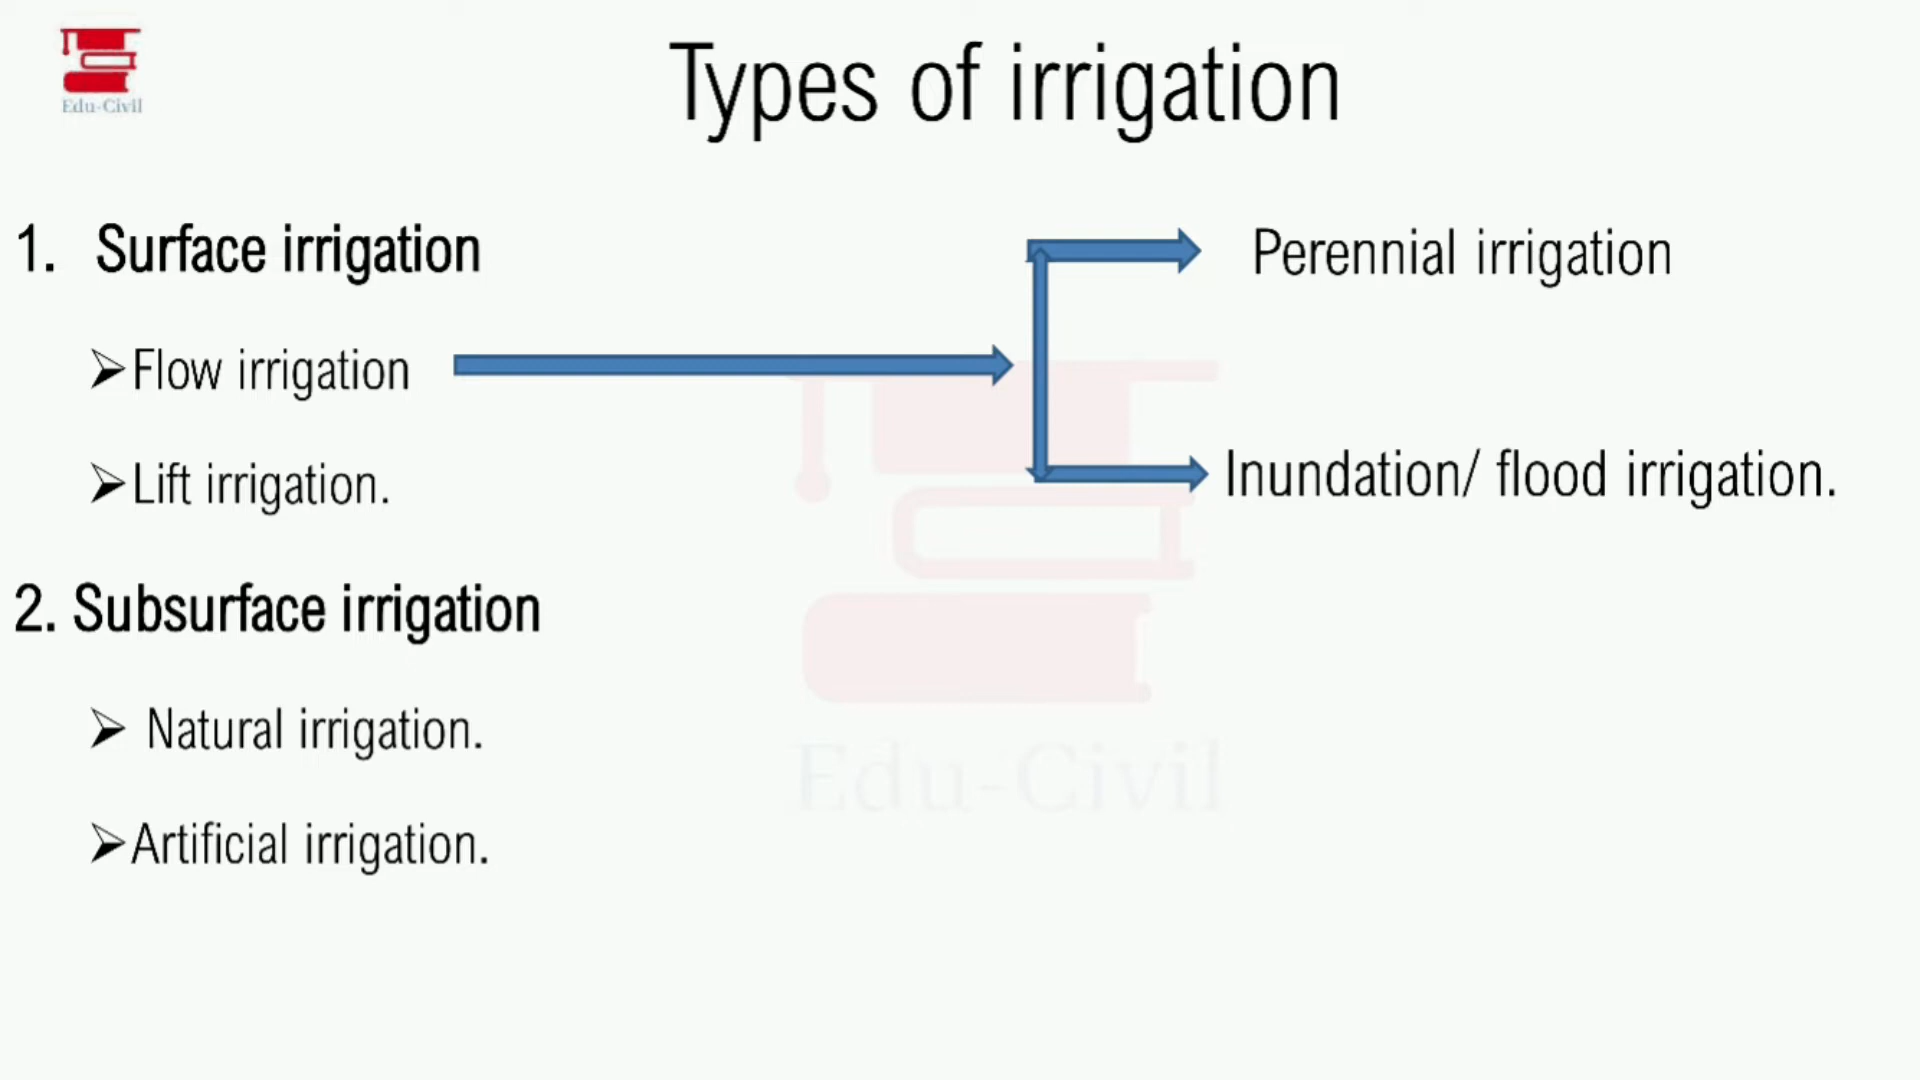 Edu-Civil
Types of irrigation
1. Surface irrigation
Perennial irrigation
➢Flow irrigation
➢Lift irrigation.
Inundation/ flood irrigation.
2. Subsurface irrigation
➢ Natural irrigation.
Edu-Civil
➢Artificial irrigation.